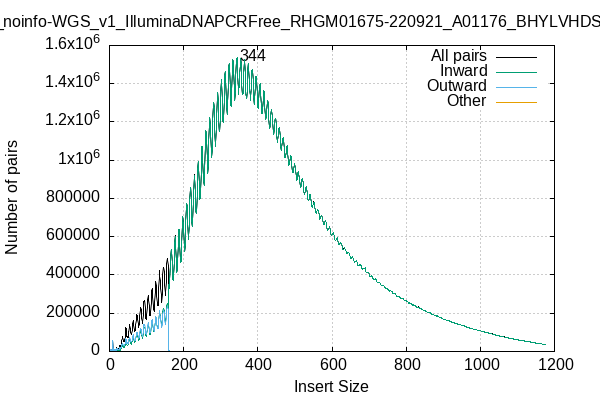 _noinfo-WGS_v1_IlluminaDNAPCRFree_RHGM01675-220921_A01176_BHYLVHDS
344
All pairs
Inward
Outward
Other
Number of pairs
1.6x10^6
1.4x10^6
1.2x10^6
1x10^6
800000
600000
400000
200000
0
0 200 400 600 800 1000 1200
Insert Size